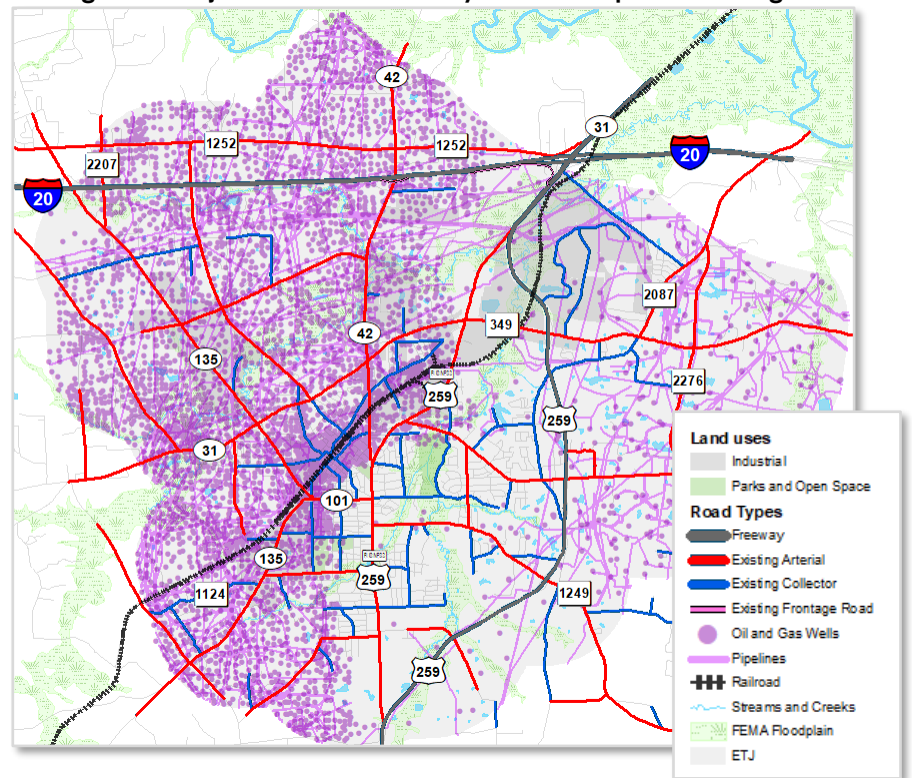 42
31
1252
1252
2207
20
20
2087
349
42
135
2276
259
259
31
101
135
259
1124
1249
259
Land uses
Industrial
Parks and Open Space
Road Types
Freeway
Existing Arterial
Existing Collector
Existing Frontage Road
Oil and Gas Wells
Pipelines
Railroad
Streams and Creeks
FEMA Floodplain
ETJ